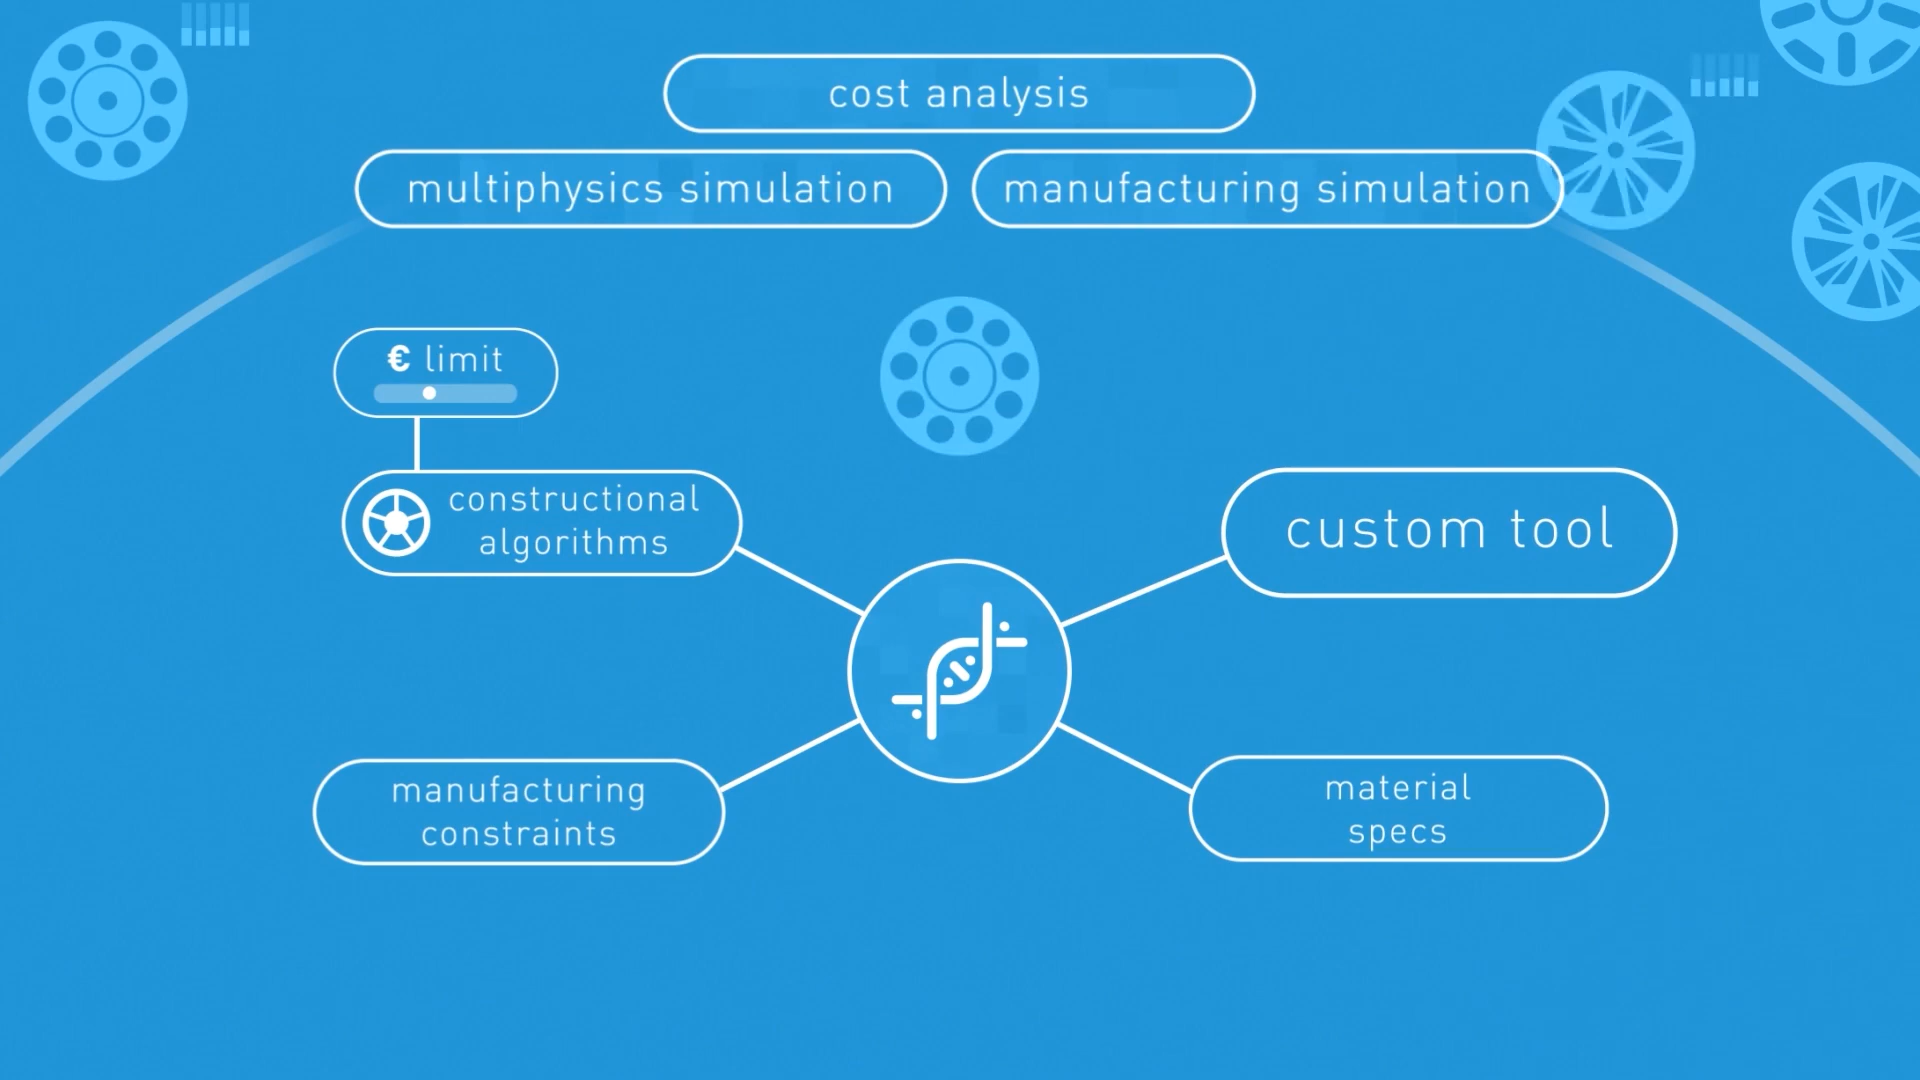 cost analysis
multiphysics simulation
manufacturing simulation
€ limit
constructional
algorithms
custom tool
manufacturing
constraints
material
specs